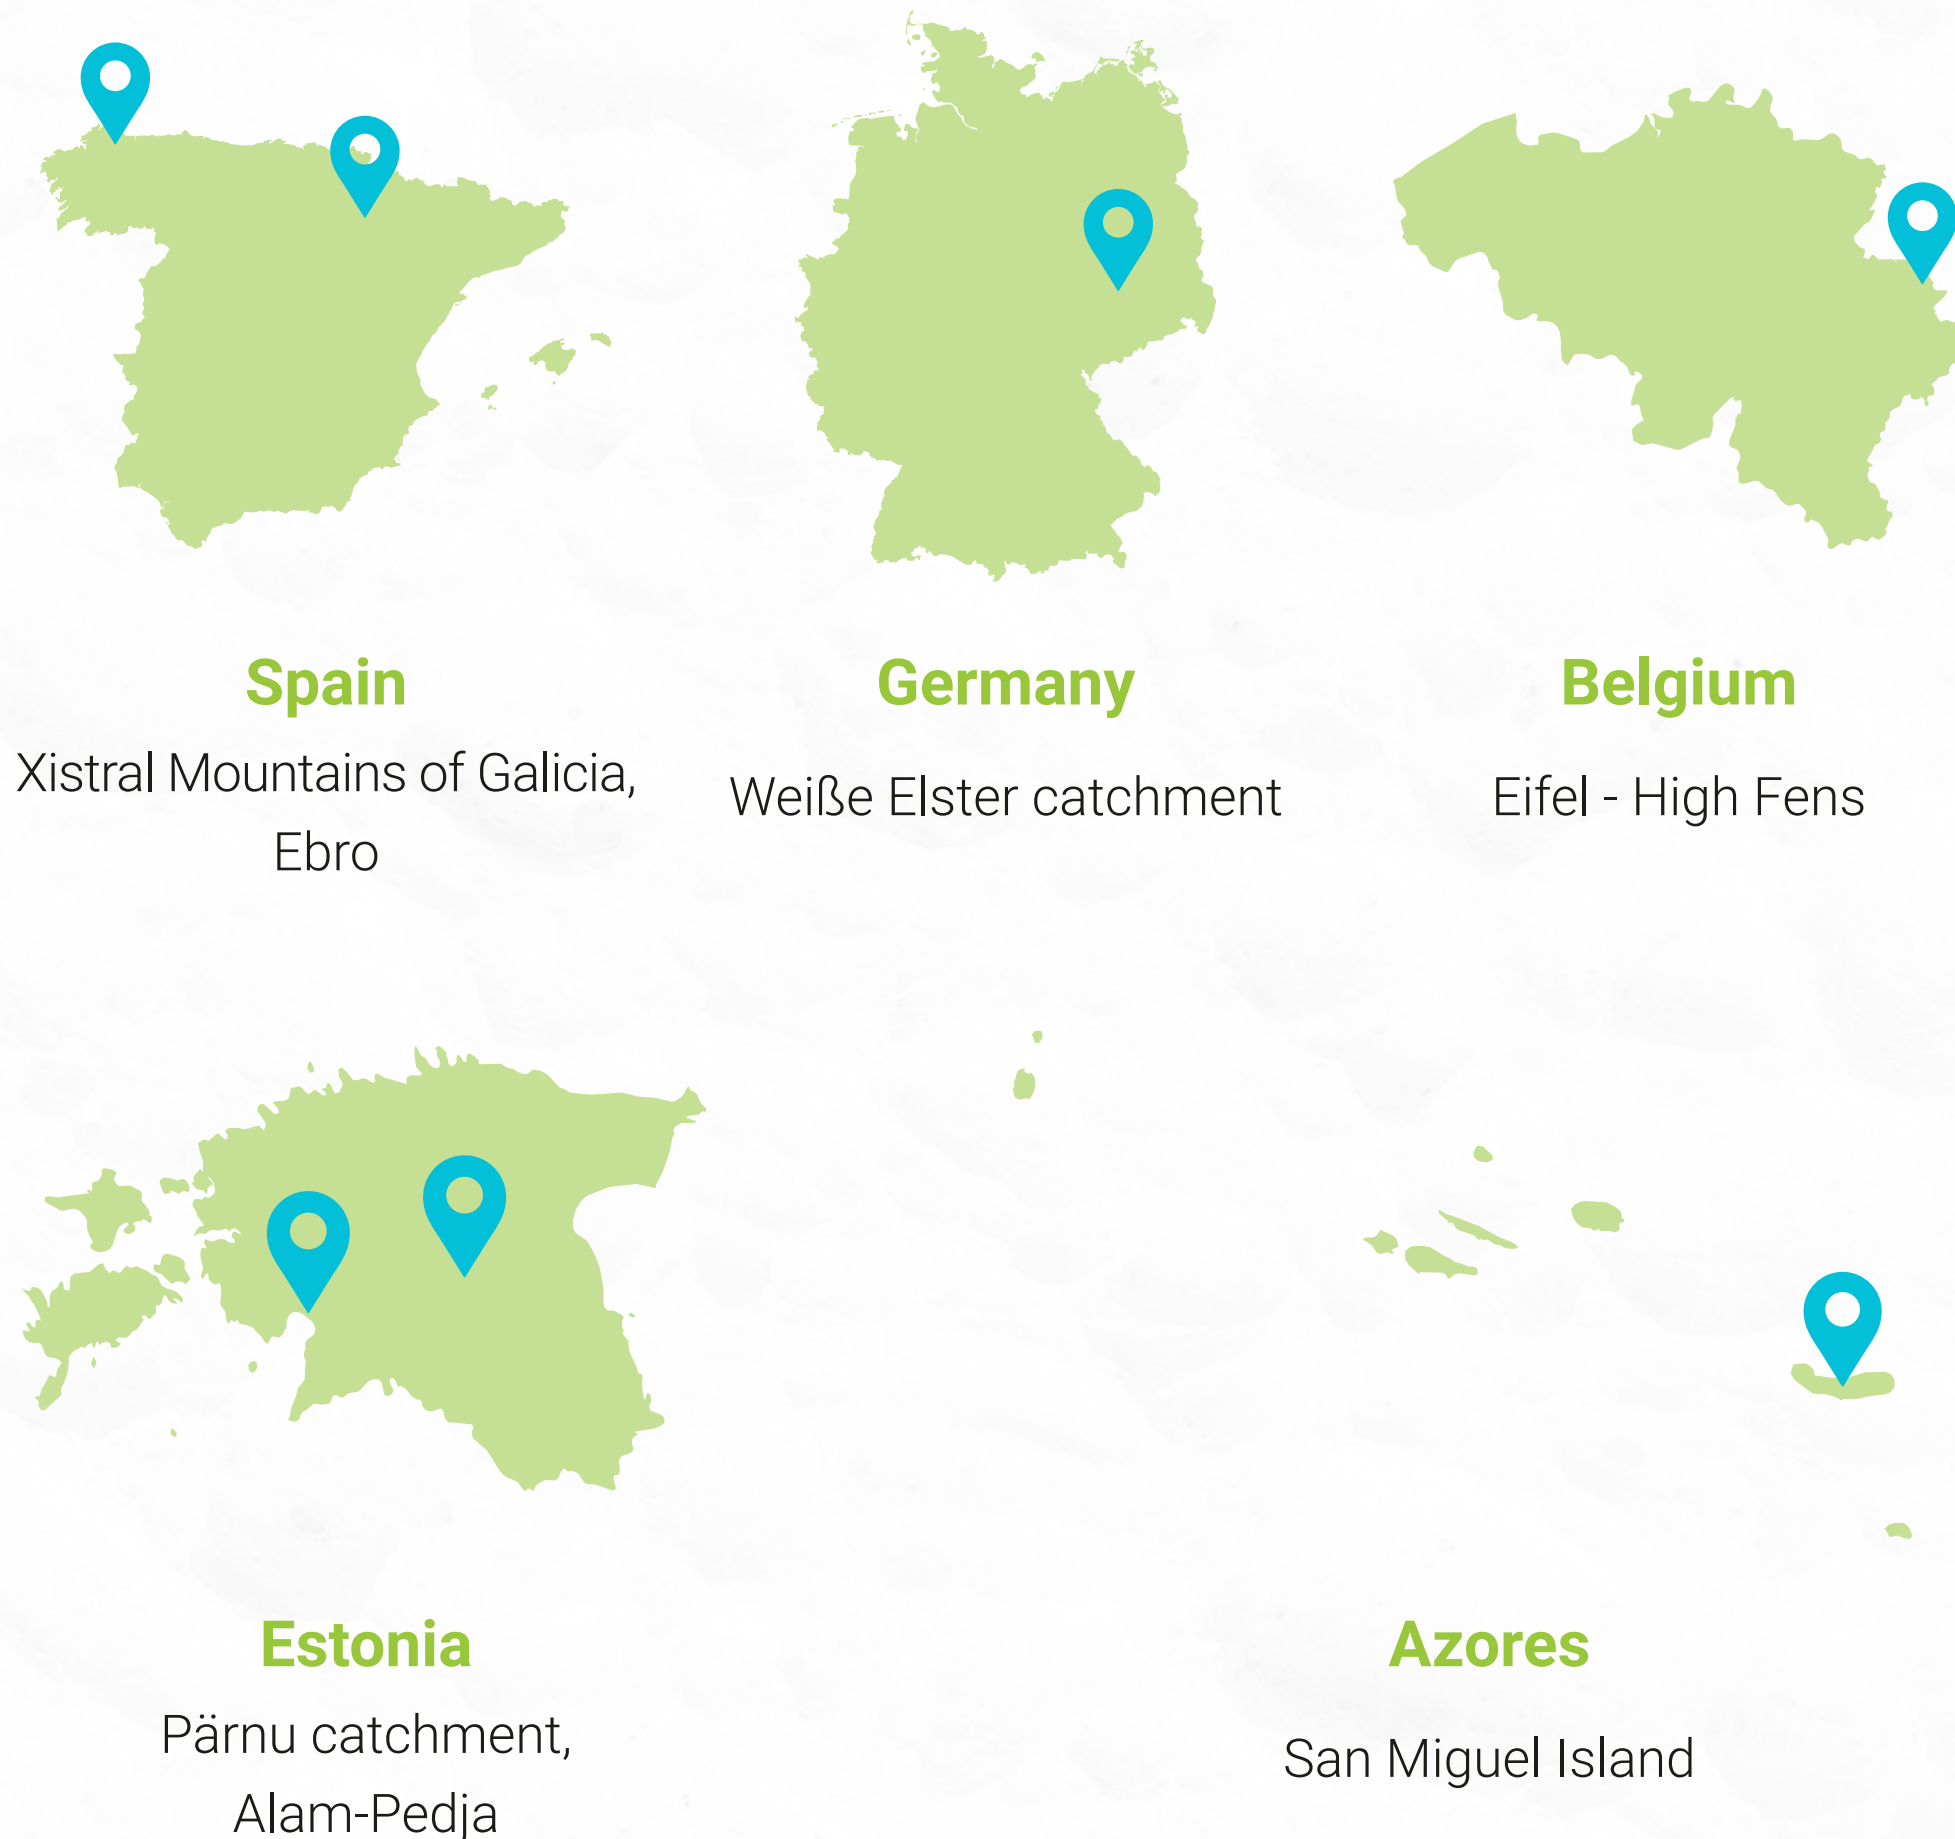 Spain
Xistral Mountains of Galicia,
Ebro
Germany
Weiße Elster catchment
Belgium
Eifel - High Fens
Estonia
Pärnu catchment,
Alam-Pedja
Azores
San Miguel Island